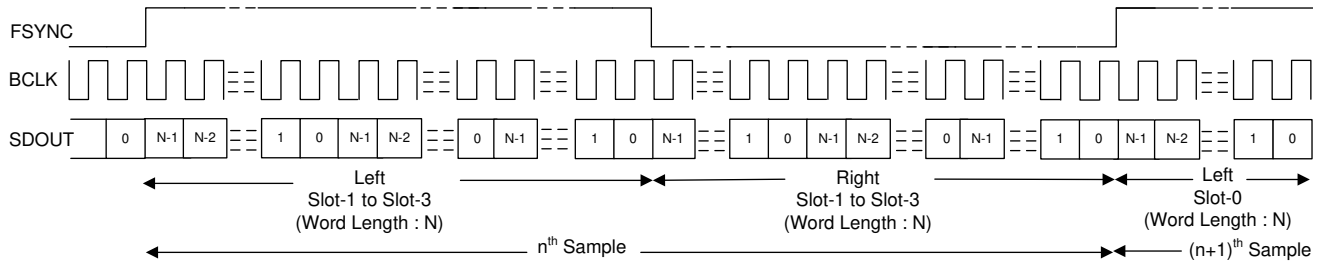 FSYNC
BCLK
SDOUT 0 N-1 N-2 1 0 N-1 N-2 0 N-1 1 0 N-1 1 0 N-1 N-2 0 N-1 1 0 N-1 N-2 1 0
Left Right Left
Slot-1 to Slot-3 Slot-1 to Slot-3 Slot-0
(Word Length : N) (Word Length : N) (Word Length : N)
nth Sample (n+1)th Sample